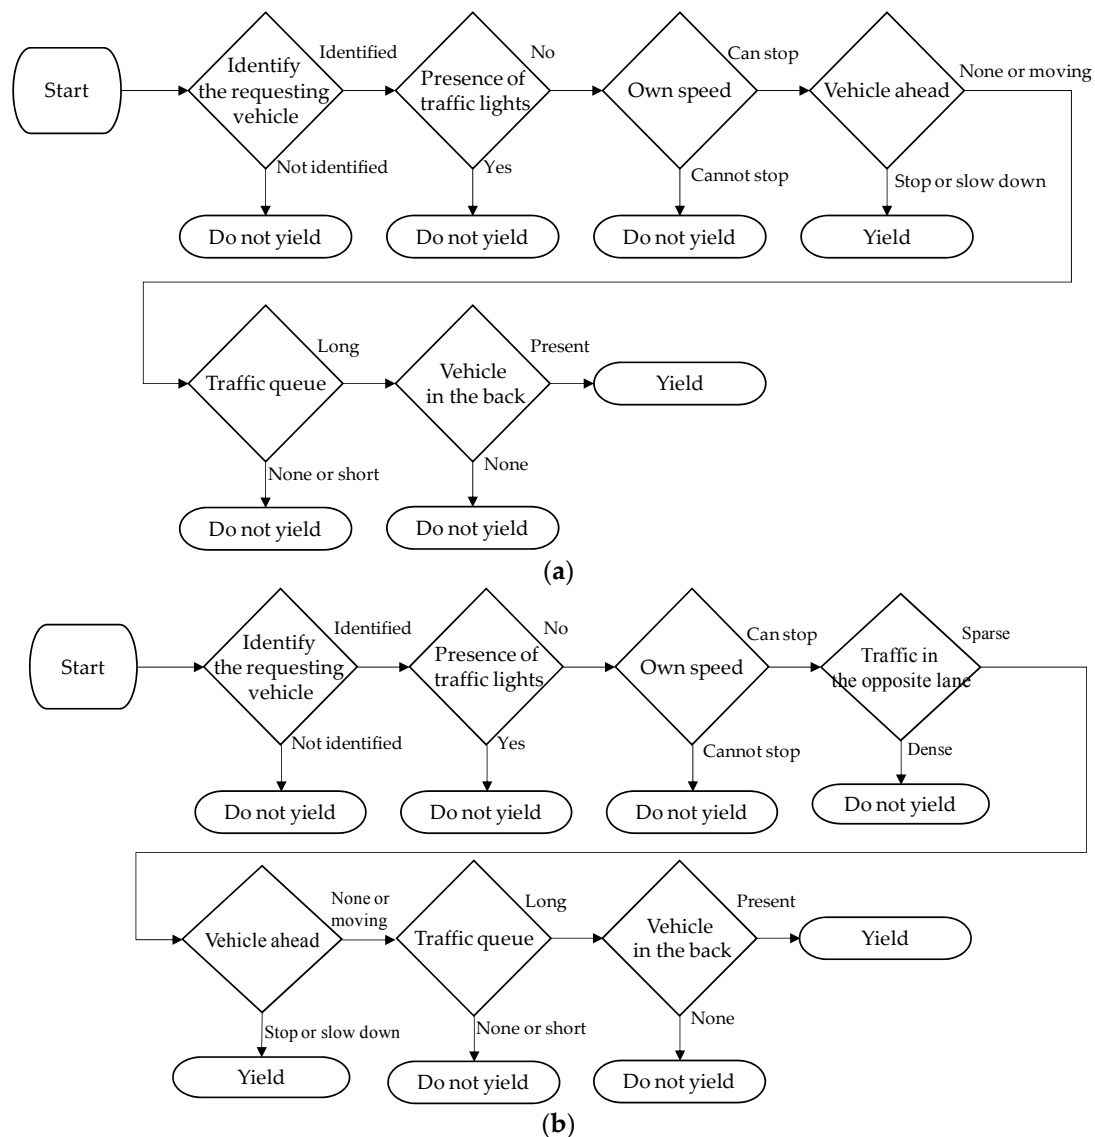 Start
Identify
the requesting
vehicle
Identified
Not identified
Do not yield
Presence of
traffic lights
No
Yes
Do not yield
Own speed
Can stop
Cannot stop
Do not yield
Vehicle ahead
None or moving
Stop or slow down
Yield
Traffic queue
Long
None or short
Do not yield
Vehicle
in the back
Present
None
Do not yield
Yield
(a)
Start
Identify
the requesting
vehicle
Identified
Not identified
Do not yield
Presence of
traffic lights
No
Yes
Do not yield
Own speed
Can stop
Cannot stop
Do not yield
Traffic in
the opposite lane
Sparse
Dense
Do not yield
Vehicle ahead
None or
moving
Stop or slow down
Yield
Traffic queue
Long
None or short
Do not yield
Vehicle
in the back
Present
None
Do not yield
Yield
(b)